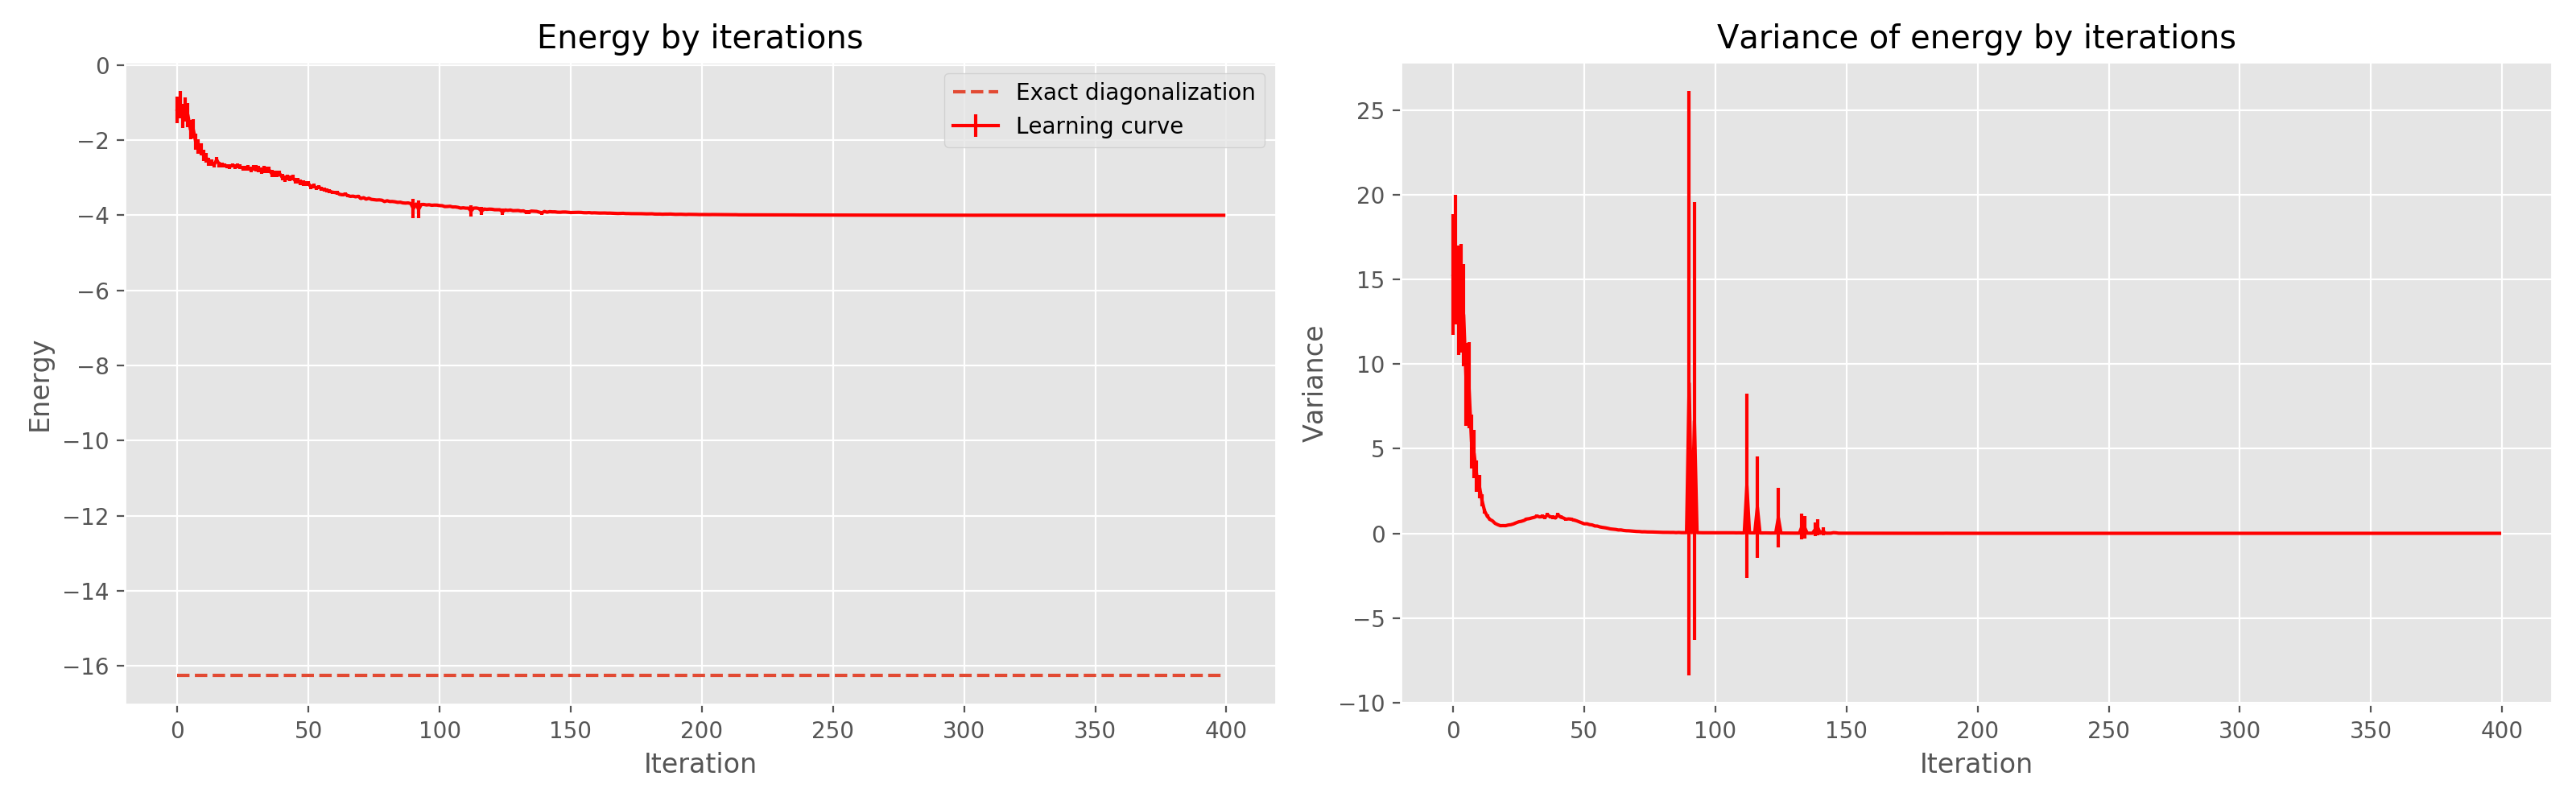 Energy by iterations
0
−2
−4
−6
−8
−10
−12
−14
−16
Energy
Exact diagonalization
Learning curve
0 50 100 150 200 250 300 350 400
Iteration
Variance of energy by iterations
25
20
15
10
5
0
−5
−10
Variance
0 50 100 150 200 250 300 350 400
Iteration